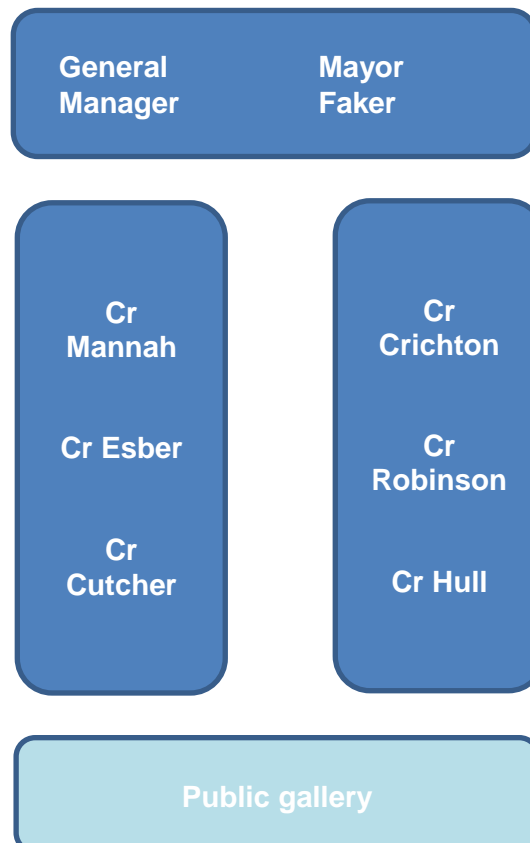 General
Manager
Mayor
Faker
Cr
Mannah
Cr Esber
Cr
Cutcher
Cr
Crichton
Cr
Robinson
Cr Hull
Public gallery